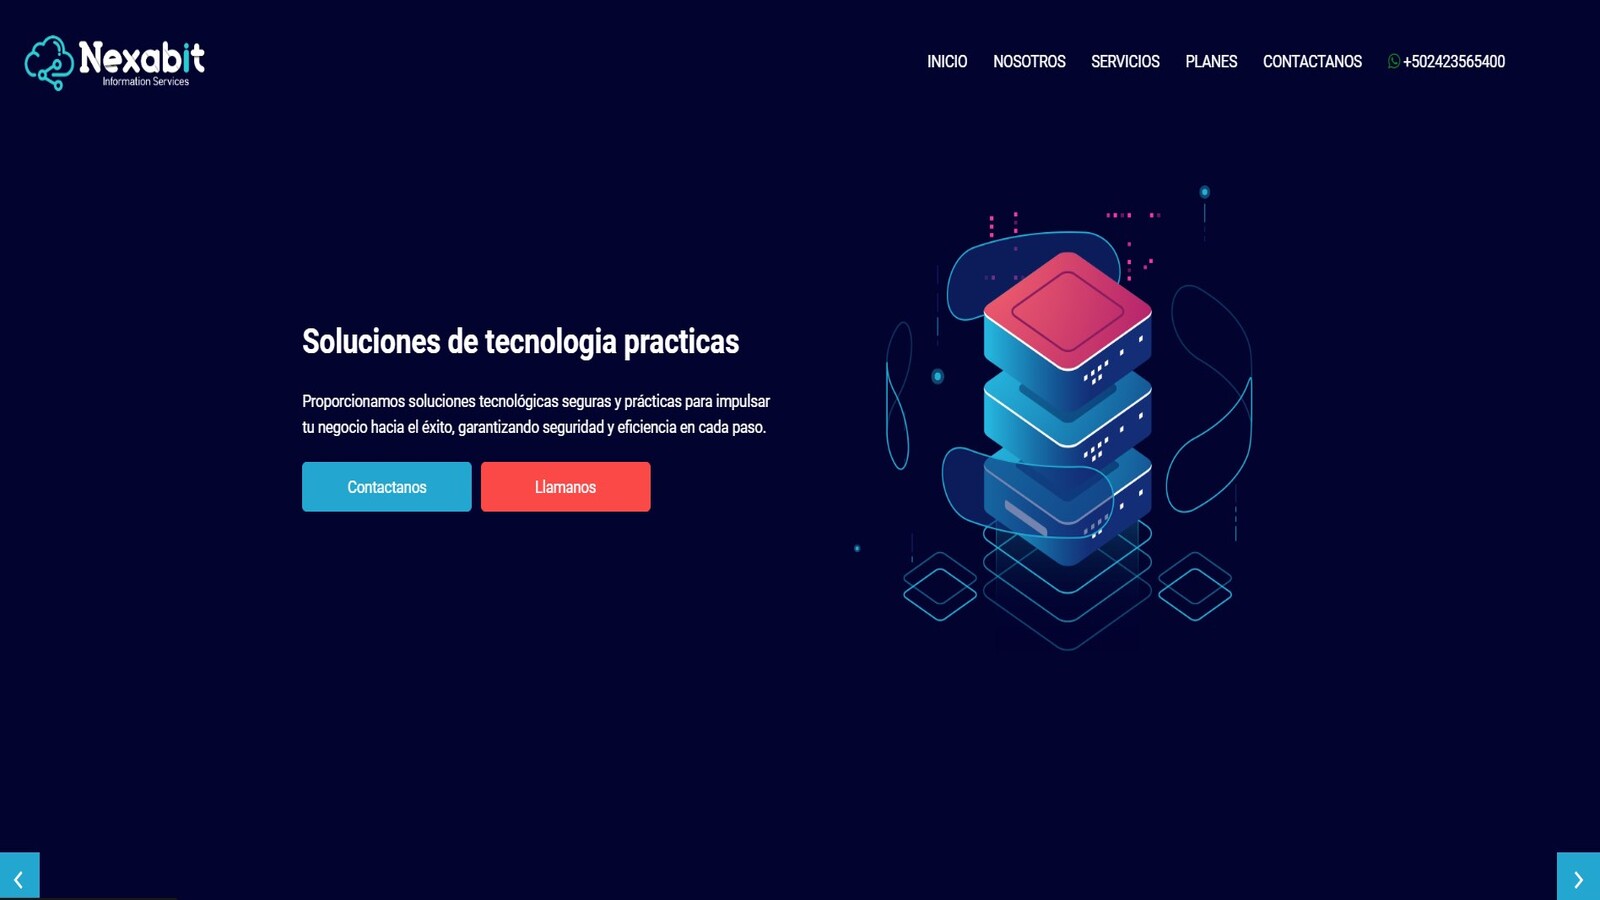 Nexabit
Information Services
INICIO NOSOTROS SERVICIOS PLANES CONTACTANOS +502423565400
Soluciones de tecnologia practicas
Proporcionamos soluciones tecnológicas seguras y prácticas para impulsar
tu negocio hacia el éxito, garantizando seguridad y eficiencia en cada paso.
Contactanos Llamanos